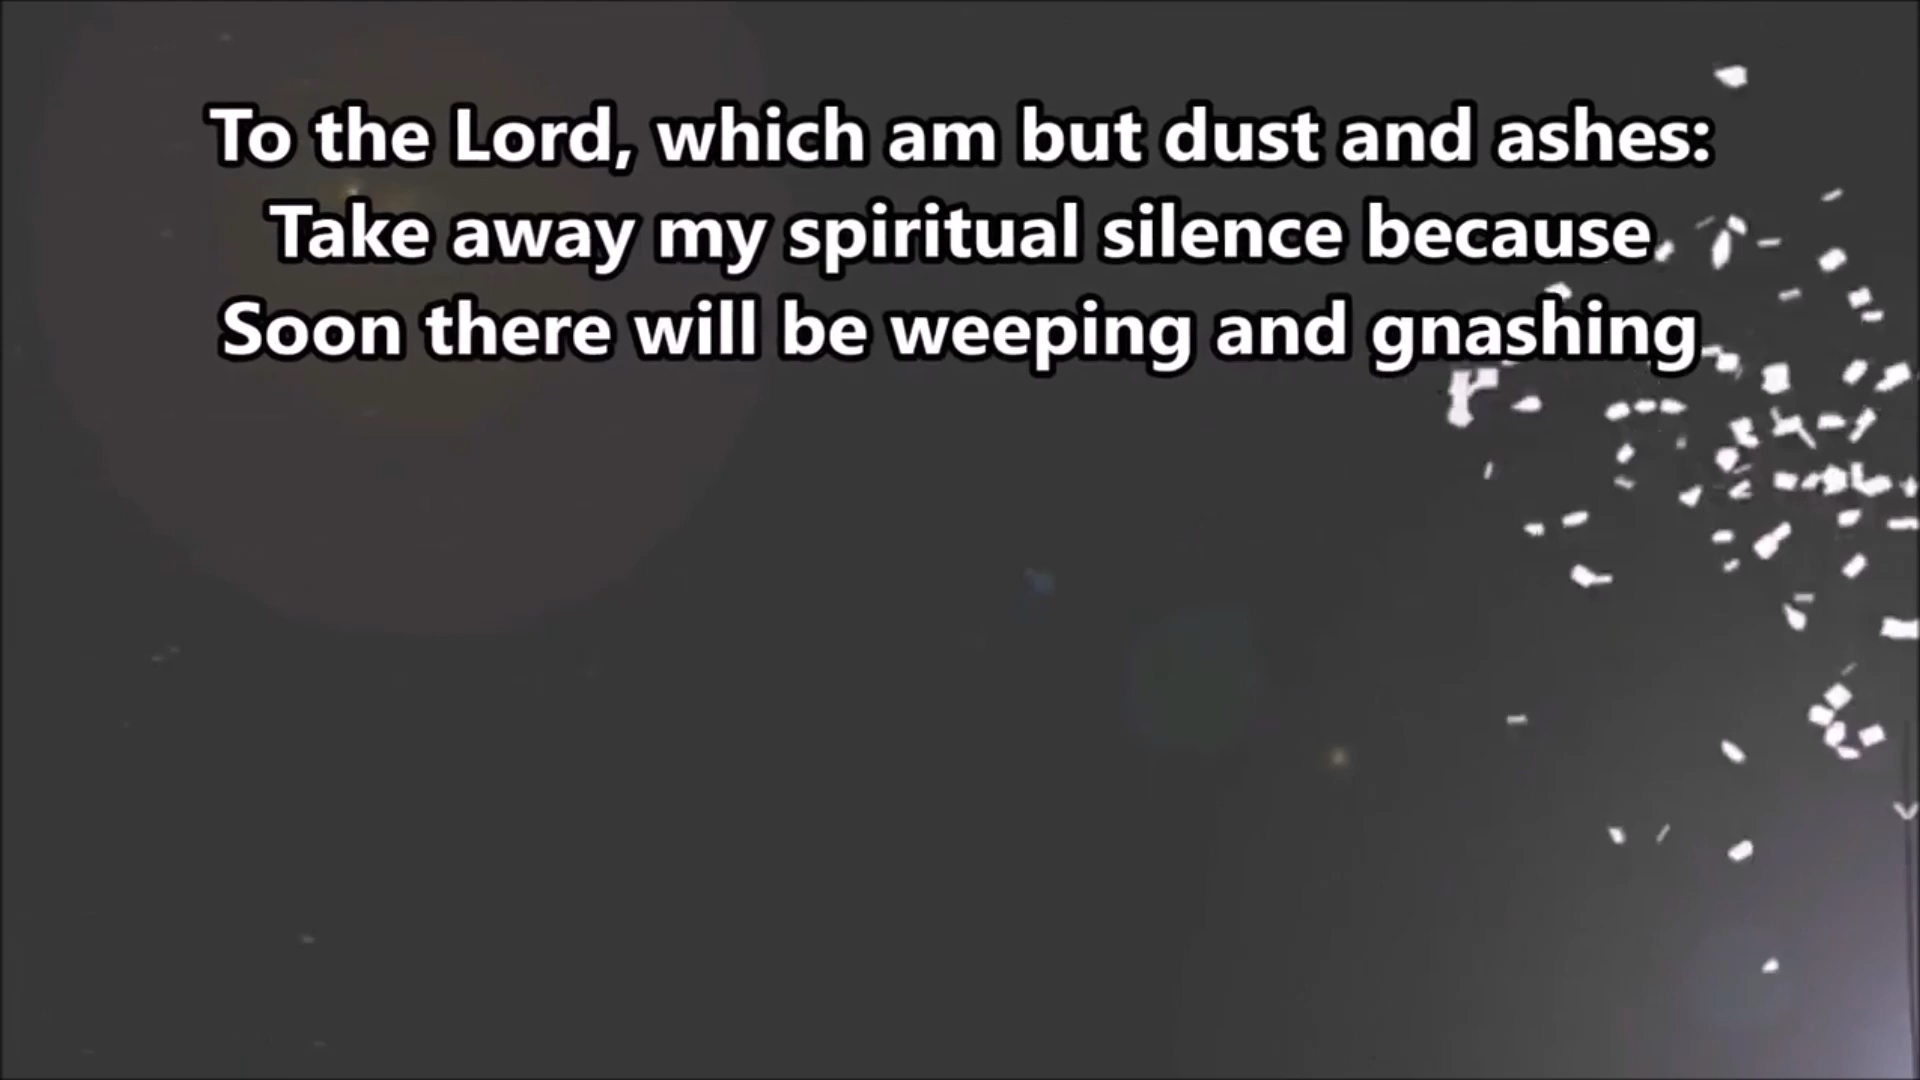 To the Lord, which am but dust and ashes:
Take away my spiritual silence because
Soon there will be weeping and gnashing